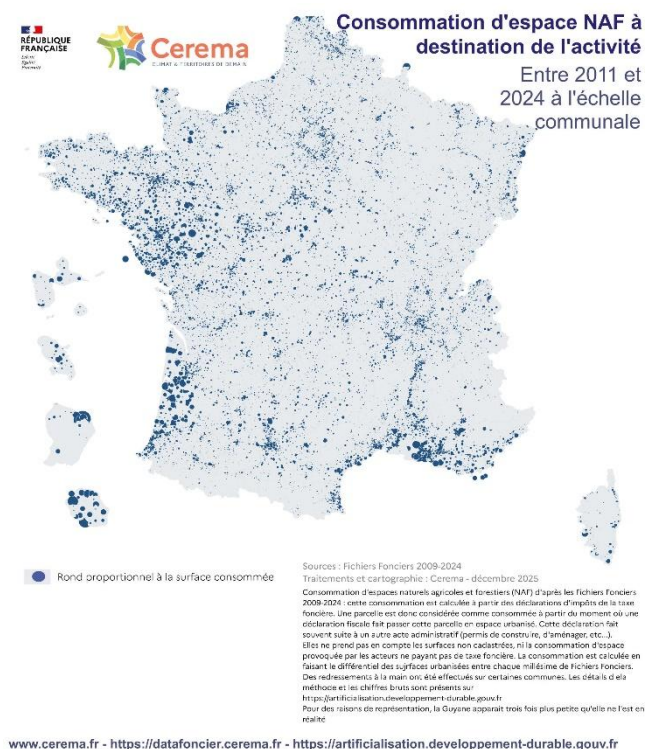 RÉPUBLIQUE
FRANÇAISE
Liberté
Égalité
Fraternité
Cerema
CLIMAT & TERRITOIRES DE DEMAIN
Consommation d'espace NAF à
destination de l'activité
Entre 2011 et
2024 à l'échelle
communale
Rond proportionnel à la surface consommée
Sources : Fichiers Fonciers 2009-2024
Traitements et cartographie : Cerema - décembre 2025
Consommation d'espaces naturels agricoles et forestiers (NAF) d'après les Fichiers Fonciers
2009-2024 : cette consommation est calculée à partir des déclarations d'impôts de la taxe
foncière. Une parcelle est donc considérée comme consommée à partir du moment où une
déclaration fiscale fait passer cette parcelle en espace urbanisé. Cette déclaration fait
souvent suite à un autre acte administratif (permis de construire, d'aménager, etc...).
Elles ne prend pas en compte les surfaces non cadastrées, ni la consommation d'espace
provoquée par les acteurs ne payant pas de taxe foncière. La consommation est calculée en
faisant le différentiel des sujrfaces urbanisées entre chaque millésime de Fichiers Fonciers.
Des redressements à la main ont été effectués sur certaines communes. Les détails d ela
méthode et les chiffres bruts sont présents sur
https://artificialisation.developpement-durable.gouv.fr
Pour des raisons de représentation, la Guyane apparait trois fois plus petite qu'elle ne l'est en
réalité
www.cerema.fr - https://datafoncier.cerema.fr - https://artificialisation.developpement-durable.gouv.fr